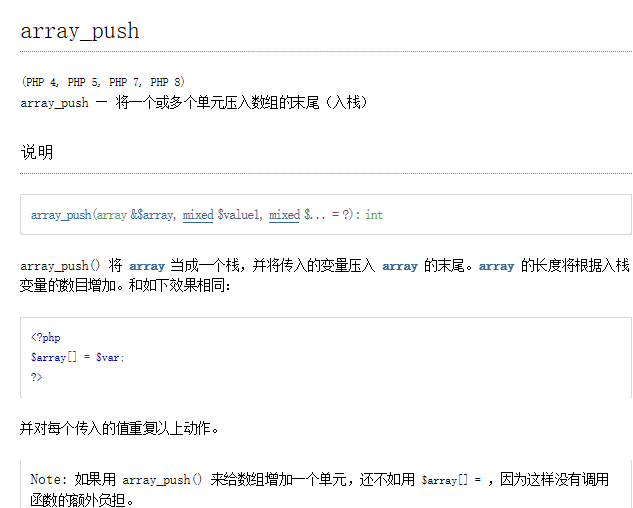 array_push
(PHP 4, PHP 5, PHP 7, PHP 8)
array_push — 将一个或多个单元压入数组的末尾（入栈）
说明
array_push(array &$array, mixed $value1, mixed $... = ?): int
array_push() 将 array 当成一个栈，并将传入的变量压入 array 的末尾。array 的长度将根据入栈
变量的数目增加。和如下效果相同：
<?php
$array[] = $var;
?>
并对每个传入的值重复以上动作。
Note: 如果用 array_push() 来给数组增加一个单元，还不如用 $array[] = ，因为这样没有调用
函数的额外负担。